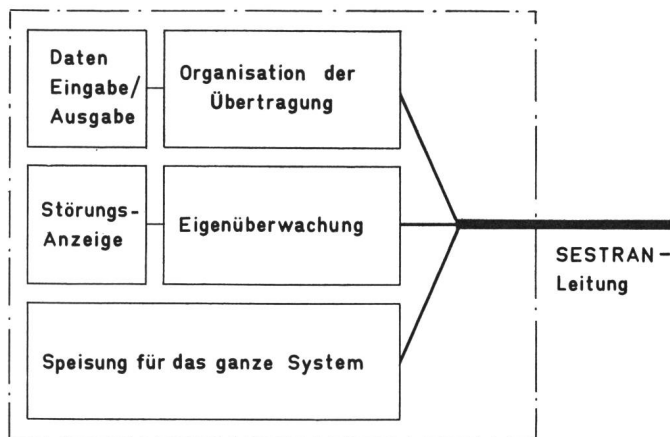 Daten
Eingabe/
Ausgabe
Organisation der
Übertragung
Störungs-
Anzeige
Eigenüberwachung
SESTRAN-
Leitung
Speisung für das ganze System